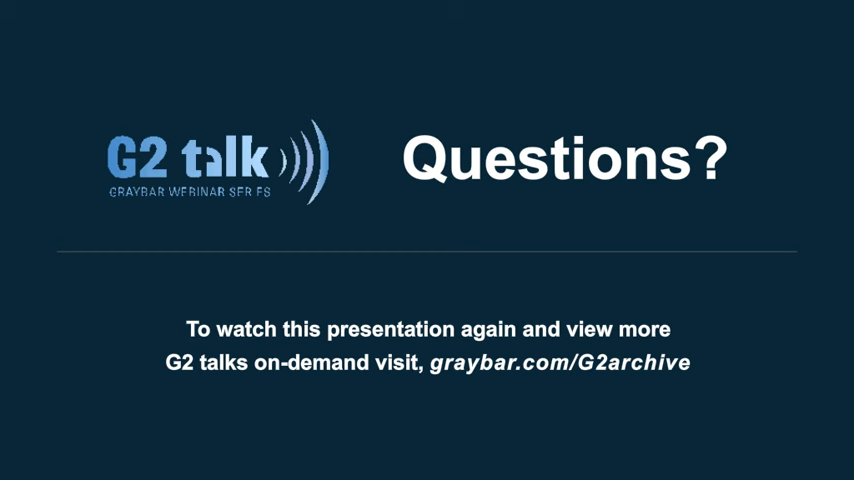 G2 talk
GRAYBAR WEBINAR SERIES
Questions?
To watch this presentation again and view more
G2 talks on-demand visit, graybar.com/G2archive